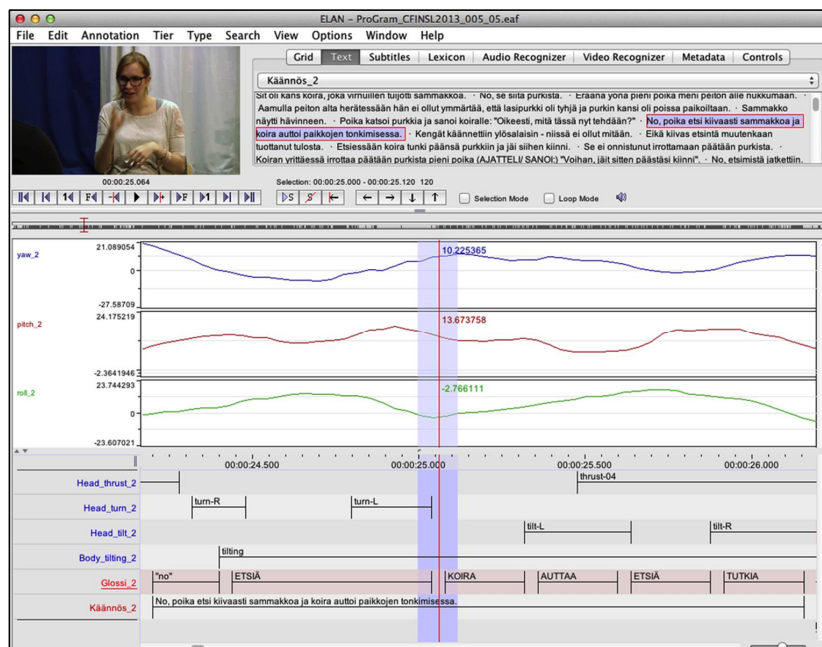 ELAN - ProGram_CFINSL2013_005_05.eaf
File Edit Annotation Tier Type Search View Options Window Help
Grid Text Subtitles Lexicon Audio Recognizer Video Recognizer Metadata Controls
Käännös_2
Sit oli kans koira, joka virnuillen tuijotti sammakkoa. · No, se siitä purkista. · Eräänä yönä pieni poika meni peiton alle nukkumaan. ·
Aamulla peiton alta herätessään hän ei ollut ymmärtää, että lasipurkki oli tyhjä ja purkin kansi oli poissa paikoiltaan. · Sammakko
näytti hävinneen. · Poika katsoi purkkia ja sanoi koiralle: "Oikeesti, mitä tässä nyt tehdään?" · No, poika etsi kiivaasti sammakkoa ja
koira auttoi paikkojen tonkimisessa. · Kengät käännettiin ylösalaisin - niissä ei ollut mitään. · Eikä kiivas etsintä muutenkaan
tuottanut tulosta. · Etsiessään koira tunki päänsä purkkiin ja jäi siihen kiinni. · Se ei onnistunut irrottamaan päätään purkista. ·
Koiran yrittäessä irrottaa päätään purkista pieni poika (AJATTELI/ SANOI:) "Voihan, jäit sitten päästäsi kiinni". · No, etsimistä jatkettiin.
00:00:25.064
Selection: 00:00:25.000 - 00:00:25.120 120
Selection Mode Loop Mode
yaw_2 21.089054 0 -27.58709 10.225365
pitch_2 24.175219 -2.3641946 13.673758
roll_2 23.744293 0 -23.607021 -2.766111
00:00:24.500 00:00:25.000 00:00:25.500 00:00:26.000
Head_thrust_2 thrust-04
Head_turn_2 turn-R turn-L
Head_tilt_2 tilt-L tilt-R
Body_tilting_2 tilting
Glossi_2 "no" ETSIÄ KOIRA AUTTAA ETSIÄ TUTKIA
Käännös_2 No, poika etsi kiivaasti sammakkoa ja koira auttoi paikkojen tonkimisessa.